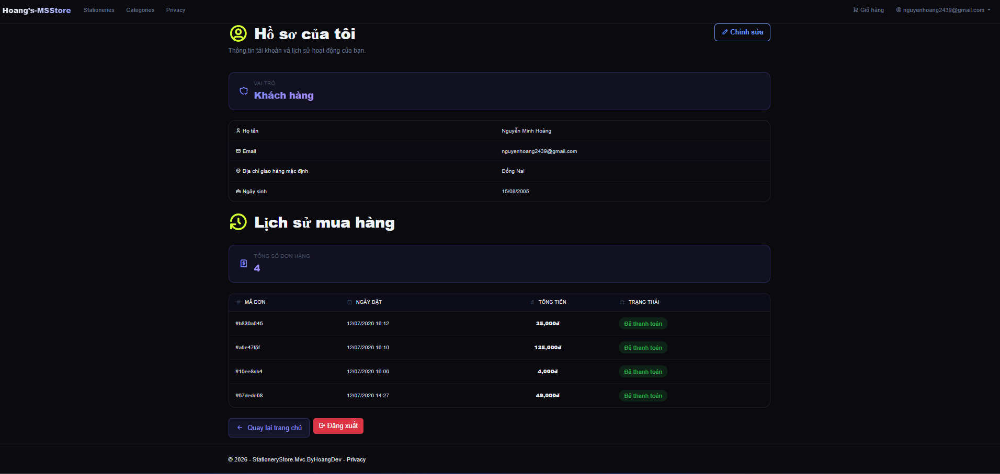 Hoang's-MSStore Stationeries Categories Privacy Giỏ hàng nguyenhoang2439@gmail.com
Hồ sơ của tôi
Chỉnh sửa
Thông tin tài khoản và lịch sử hoạt động của bạn.
VAI TRÒ
Khách hàng
Họ tên Nguyễn Minh Hoàng
Email nguyenhoang2439@gmail.com
Địa chỉ giao hàng mặc định Đồng Nai
Ngày sinh 15/08/2005
Lịch sử mua hàng
TỔNG SỐ ĐƠN HÀNG
4
# MÃ ĐƠN NGÀY ĐẶT TỔNG TIỀN TRẠNG THÁI
#b830a645 12/07/2026 16:12 35,000đ Đã thanh toán
#a6e47f5f 12/07/2026 16:10 135,000đ Đã thanh toán
#10ee8cb4 12/07/2026 16:06 4,000đ Đã thanh toán
#67dede68 12/07/2026 14:27 49,000đ Đã thanh toán
Quay lại trang chủ Đăng xuất
© 2026 - StationeryStore.Mvc.ByHoangDev - Privacy